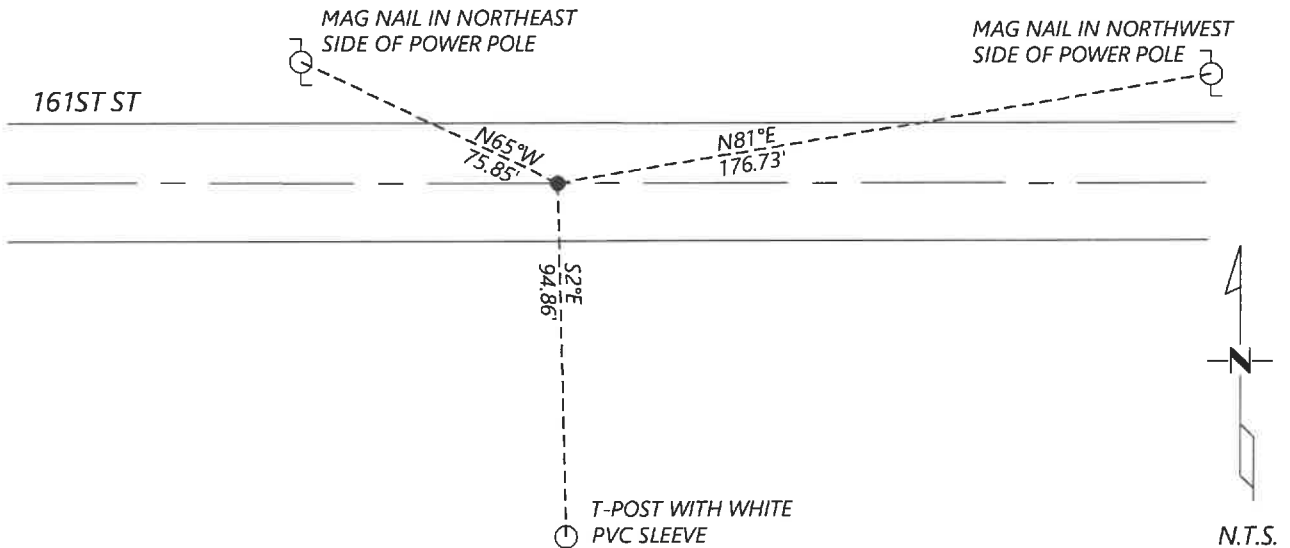 MAG NAIL IN NORTHEAST
SIDE OF POWER POLE
MAG NAIL IN NORTHWEST
SIDE OF POWER POLE
161ST ST
N65°W
75.85'
N81°E
176.73'
S2°E
94.86'
N
T-POST WITH WHITE
PVC SLEEVE
N.T.S.